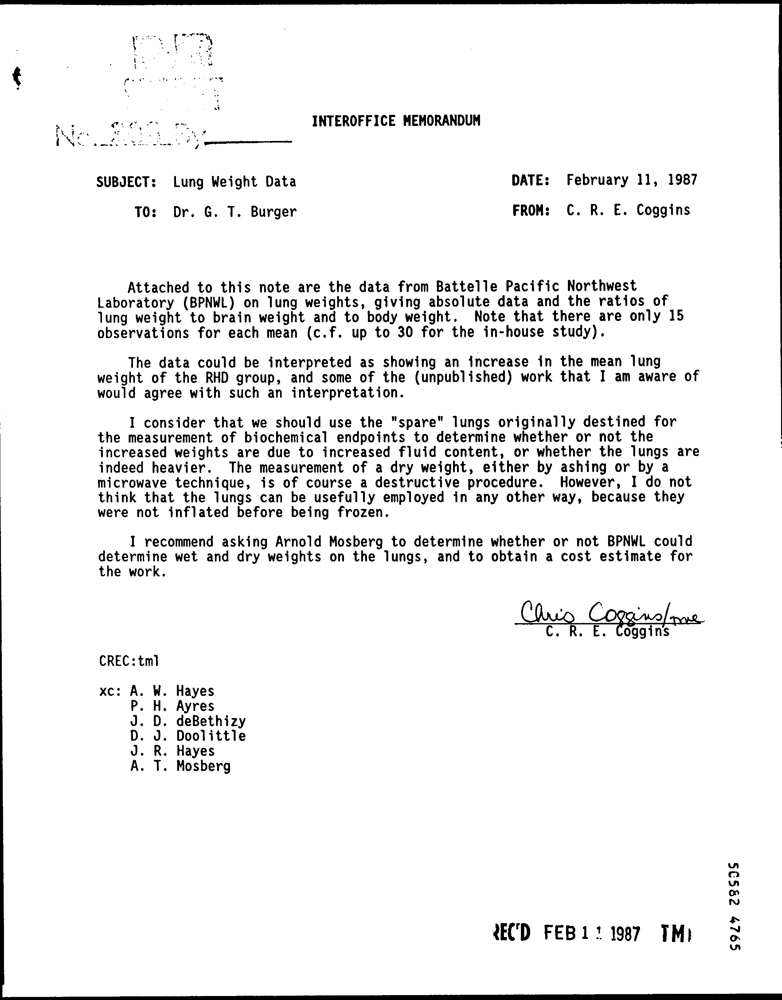 No. By
INTEROFFICE MEMORANDUM
SUBJECT: Lung Weight Data DATE: February 11, 1987
TO: Dr. G. T. Burger FROM: C. R. E. Coggins
Attached to this note are the data from Battelle Pacific Northwest
Laboratory (BPNWL) on lung weights, giving absolute data and the ratios of
lung weight to brain weight and to body weight. Note that there are only 15
observations for each mean (c.f. up to 30 for the in-house study).
The data could be interpreted as showing an increase in the mean lung
weight of the RHD group, and some of the (unpublished) work that I am aware of
would agree with such an interpretation.
I consider that we should use the "spare" lungs originally destined for
the measurement of biochemical endpoints to determine whether or not the
increased weights are due to increased fluid content, or whether the lungs are
indeed heavier. The measurement of a dry weight, either by ashing or by a
microwave technique, is of course a destructive procedure. However, I do not
think that the lungs can be usefully employed in any other way, because they
were not inflated before being frozen.
I recommend asking Arnold Mosberg to determine whether or not BPNWL could
determine wet and dry weights on the lungs, and to obtain a cost estimate for
the work.
Chris Coggins/me
C. R. E. Coggins
CREC:tml
xc: A. W. Hayes
P. H. Ayres
J. D. deBethizy
D. J. Doolittle
J. R. Hayes
A. T. Mosberg
REC'D FEB 11 1987 TM
50582 4765